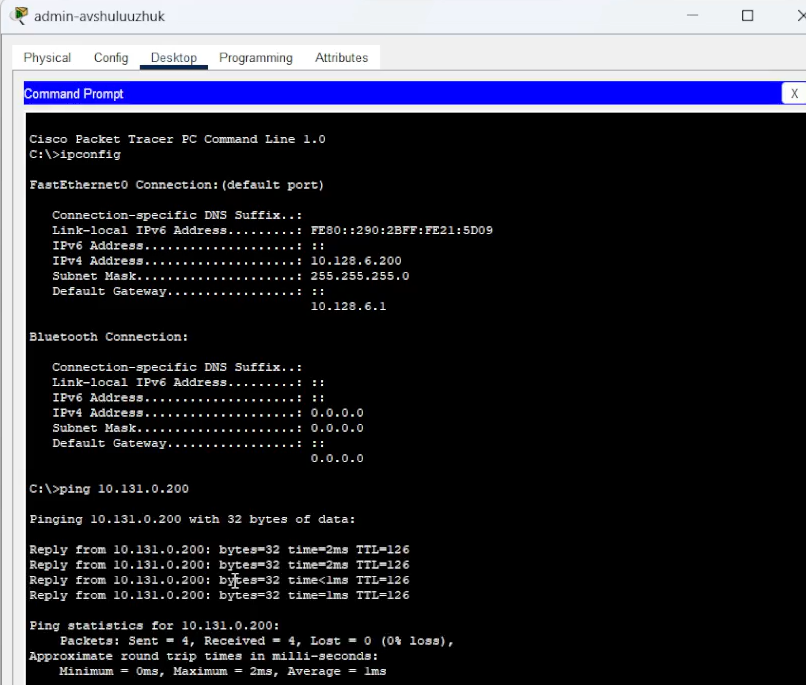 admin-avshuluuzhuk
Physical Config Desktop Programming Attributes
Command Prompt
X
Cisco Packet Tracer PC Command Line 1.0
C:\>ipconfig
FastEthernet0 Connection:(default port)
Connection-specific DNS Suffix..:
Link-local IPv6 Address.........: FE80::290:2BFF:FE21:5D09
IPv6 Address....................: ::
IPv4 Address....................: 10.128.6.200
Subnet Mask.....................: 255.255.255.0
Default Gateway.................: ::
10.128.6.1
Bluetooth Connection:
Connection-specific DNS Suffix..:
Link-local IPv6 Address.........: ::
IPv6 Address....................: ::
IPv4 Address....................: 0.0.0.0
Subnet Mask.....................: 0.0.0.0
Default Gateway.................: ::
0.0.0.0
C:\>ping 10.131.0.200
Pinging 10.131.0.200 with 32 bytes of data:
Reply from 10.131.0.200: bytes=32 time=2ms TTL=126
Reply from 10.131.0.200: bytes=32 time=2ms TTL=126
Reply from 10.131.0.200: bytes=32 time<1ms TTL=126
Reply from 10.131.0.200: bytes=32 time=1ms TTL=126
Ping statistics for 10.131.0.200:
Packets: Sent = 4, Received = 4, Lost = 0 (0% loss),
Approximate round trip times in milli-seconds:
Minimum = 0ms, Maximum = 2ms, Average = 1ms